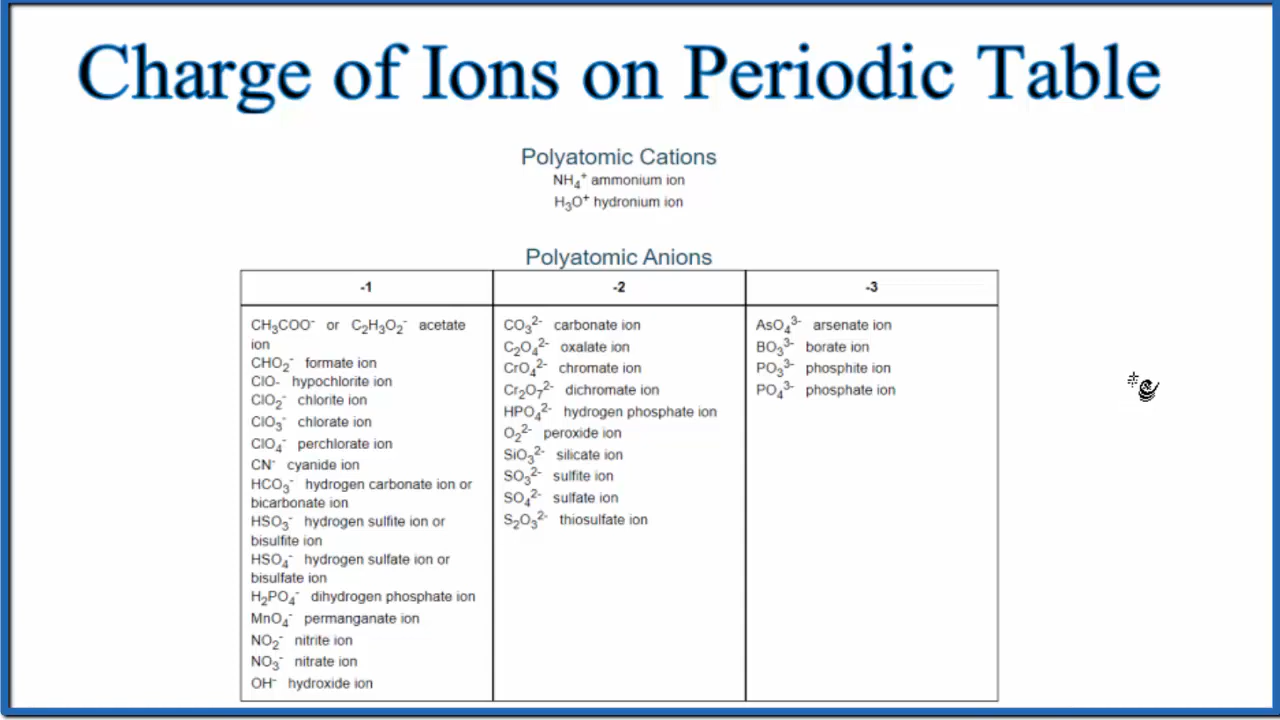 Charge of Ions on Periodic Table
Polyatomic Cations
NH₄⁺ ammonium ion
H₃O⁺ hydronium ion
Polyatomic Anions
-1
CH₃COO⁻ or C₂H₃O₂⁻ acetate
ion
CHO₂⁻ formate ion
ClO- hypochlorite ion
ClO₂⁻ chlorite ion
ClO₃⁻ chlorate ion
ClO₄⁻ perchlorate ion
CN⁻ cyanide ion
HCO₃⁻ hydrogen carbonate ion or
bicarbonate ion
HSO₃⁻ hydrogen sulfite ion or
bisulfite ion
HSO₄⁻ hydrogen sulfate ion or
bisulfate ion
H₂PO₄⁻ dihydrogen phosphate ion
MnO₄⁻ permanganate ion
NO₂⁻ nitrite ion
NO₃⁻ nitrate ion
OH⁻ hydroxide ion
-2
CO₃²⁻ carbonate ion
C₂O₄²⁻ oxalate ion
CrO₄²⁻ chromate ion
Cr₂O₇²⁻ dichromate ion
HPO₄²⁻ hydrogen phosphate ion
O₂²⁻ peroxide ion
SiO₃²⁻ silicate ion
SO₃²⁻ sulfite ion
SO₄²⁻ sulfate ion
S₂O₃²⁻ thiosulfate ion
-3
AsO₄³⁻ arsenate ion
BO₃³⁻ borate ion
PO₃³⁻ phosphite ion
PO₄³⁻ phosphate ion